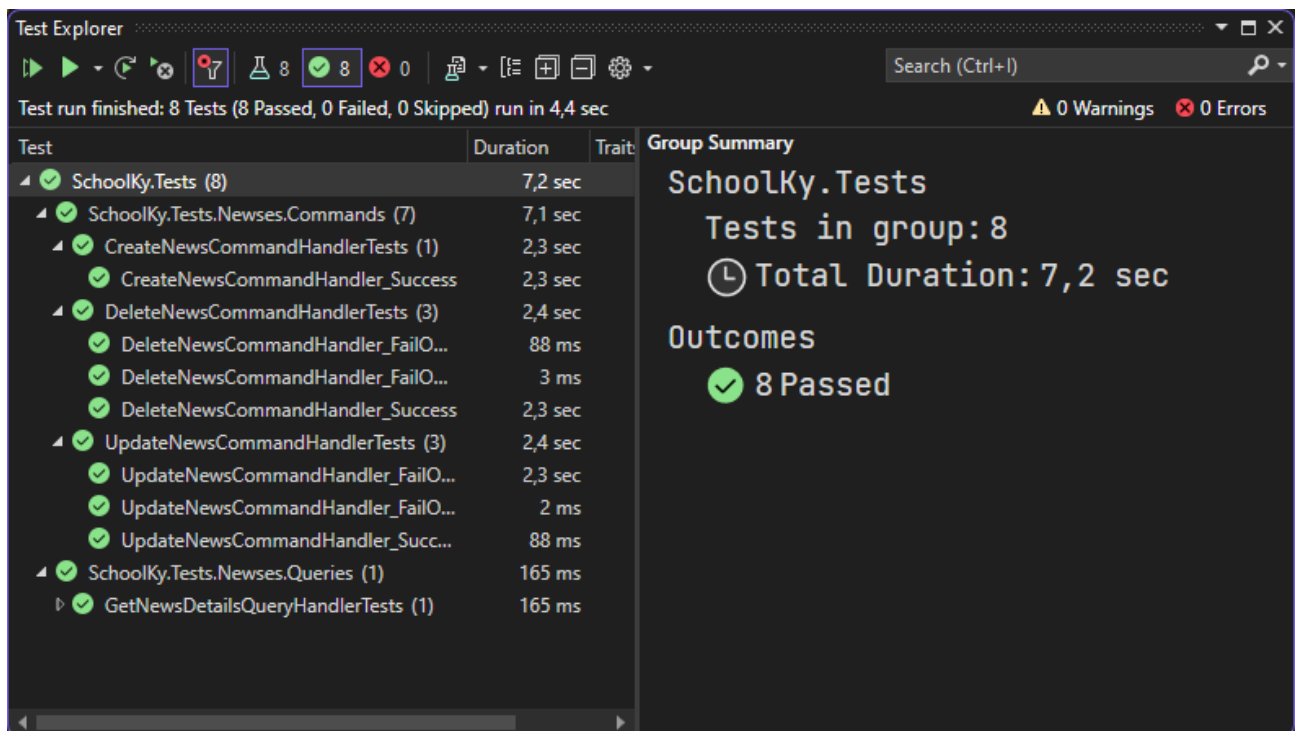 Test Explorer
8 8 0 Search (Ctrl+I)
Test run finished: 8 Tests (8 Passed, 0 Failed, 0 Skipped) run in 4,4 sec 0 Warnings 0 Errors
Test Duration Traits
SchoolKy.Tests (8) 7,2 sec
SchoolKy.Tests.Newses.Commands (7) 7,1 sec
CreateNewsCommandHandlerTests (1) 2,3 sec
CreateNewsCommandHandler_Success 2,3 sec
DeleteNewsCommandHandlerTests (3) 2,4 sec
DeleteNewsCommandHandler_FailO... 88 ms
DeleteNewsCommandHandler_FailO... 3 ms
DeleteNewsCommandHandler_Success 2,3 sec
UpdateNewsCommandHandlerTests (3) 2,4 sec
UpdateNewsCommandHandler_FailO... 2,3 sec
UpdateNewsCommandHandler_FailO... 2 ms
UpdateNewsCommandHandler_Succ... 88 ms
SchoolKy.Tests.Newses.Queries (1) 165 ms
GetNewsDetailsQueryHandlerTests (1) 165 ms
Group Summary
SchoolKy.Tests
Tests in group: 8
Total Duration: 7,2 sec
Outcomes
8 Passed